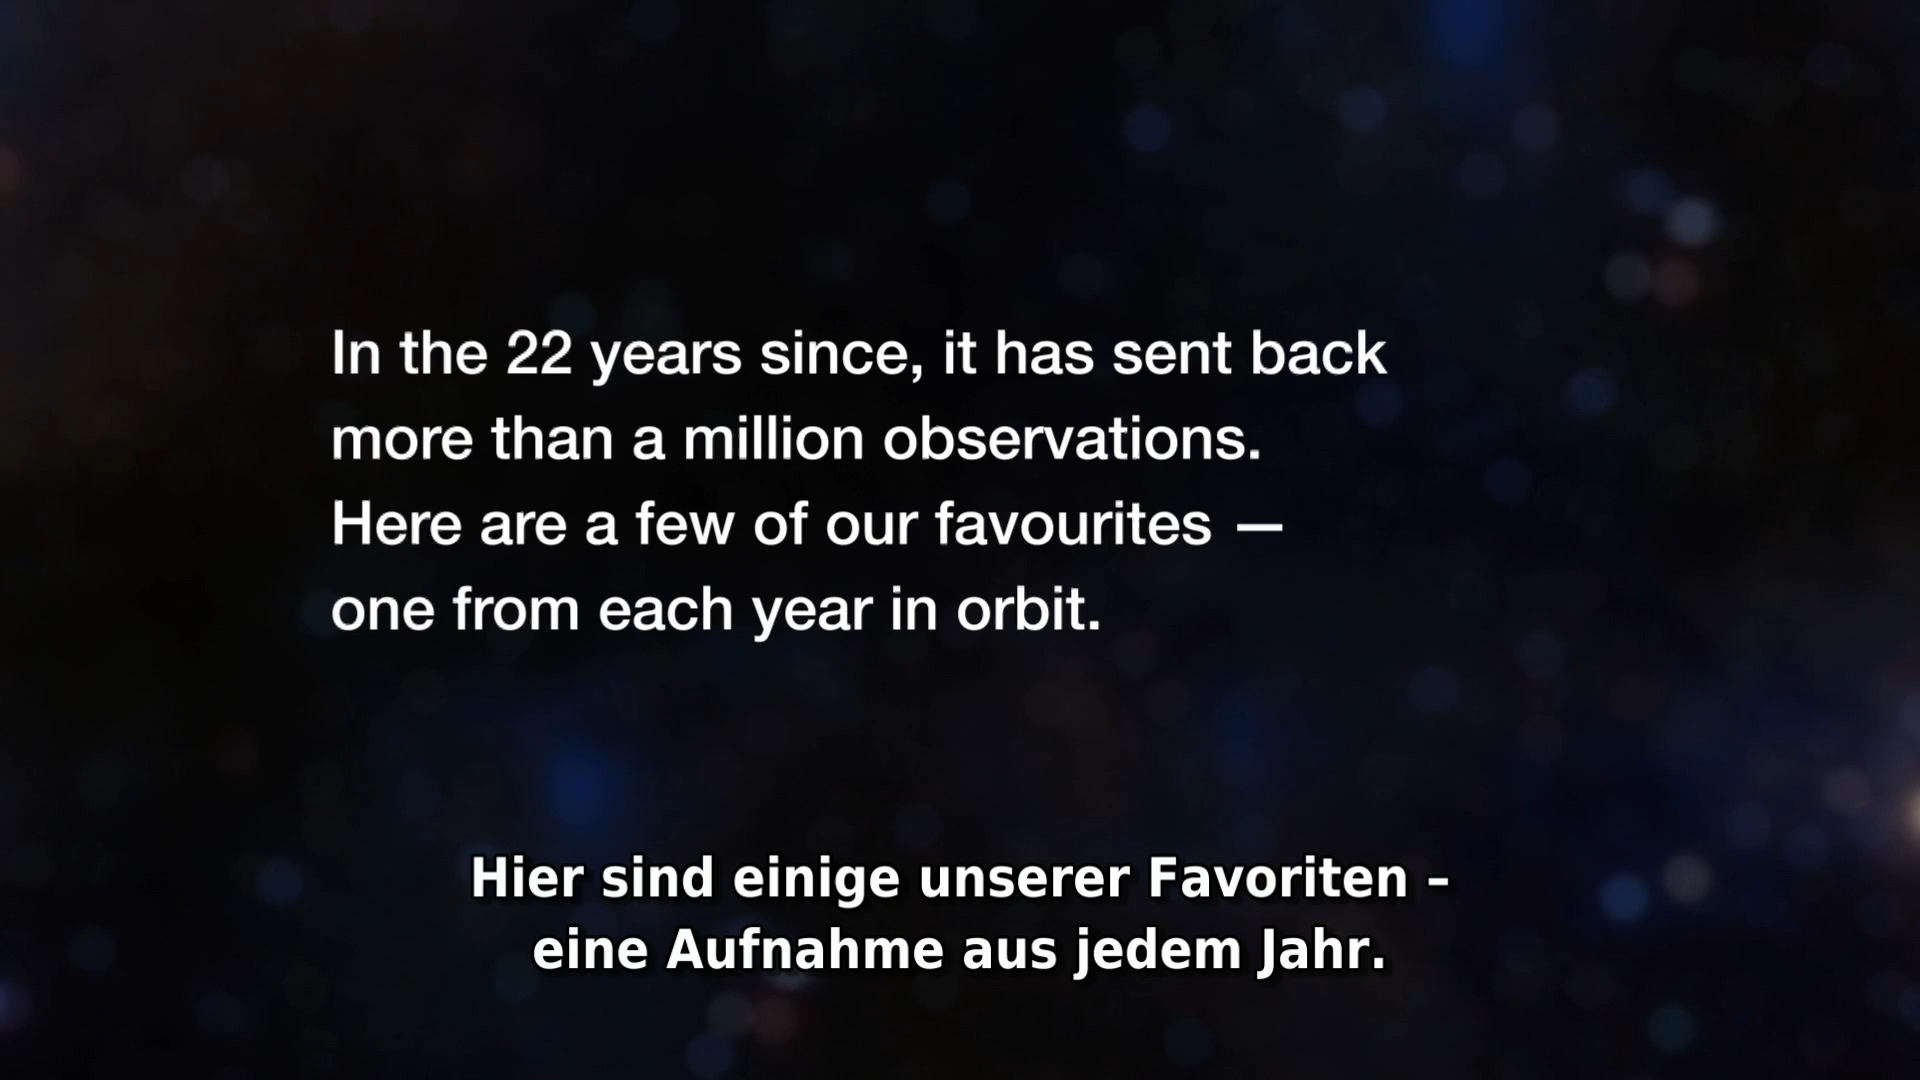 In the 22 years since, it has sent back
more than a million observations.
Here are a few of our favourites —
one from each year in orbit.
Hier sind einige unserer Favoriten –
eine Aufnahme aus jedem Jahr.